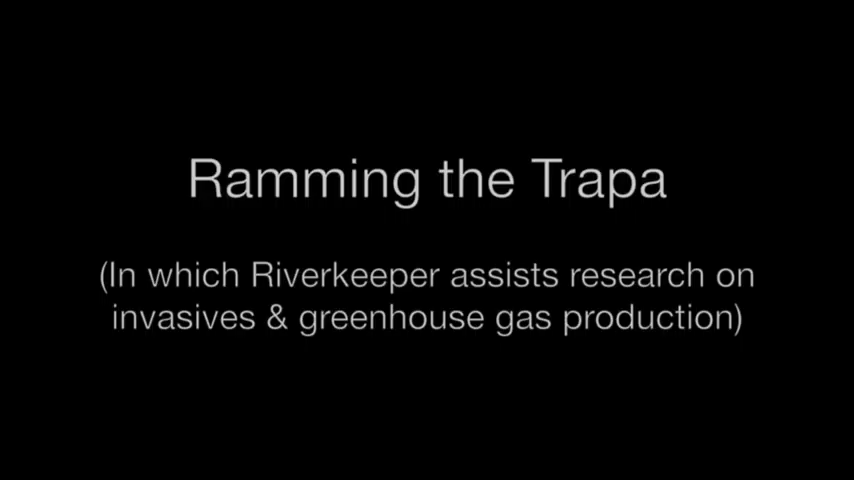 Ramming the Trapa
(In which Riverkeeper assists research on
invasives & greenhouse gas production)